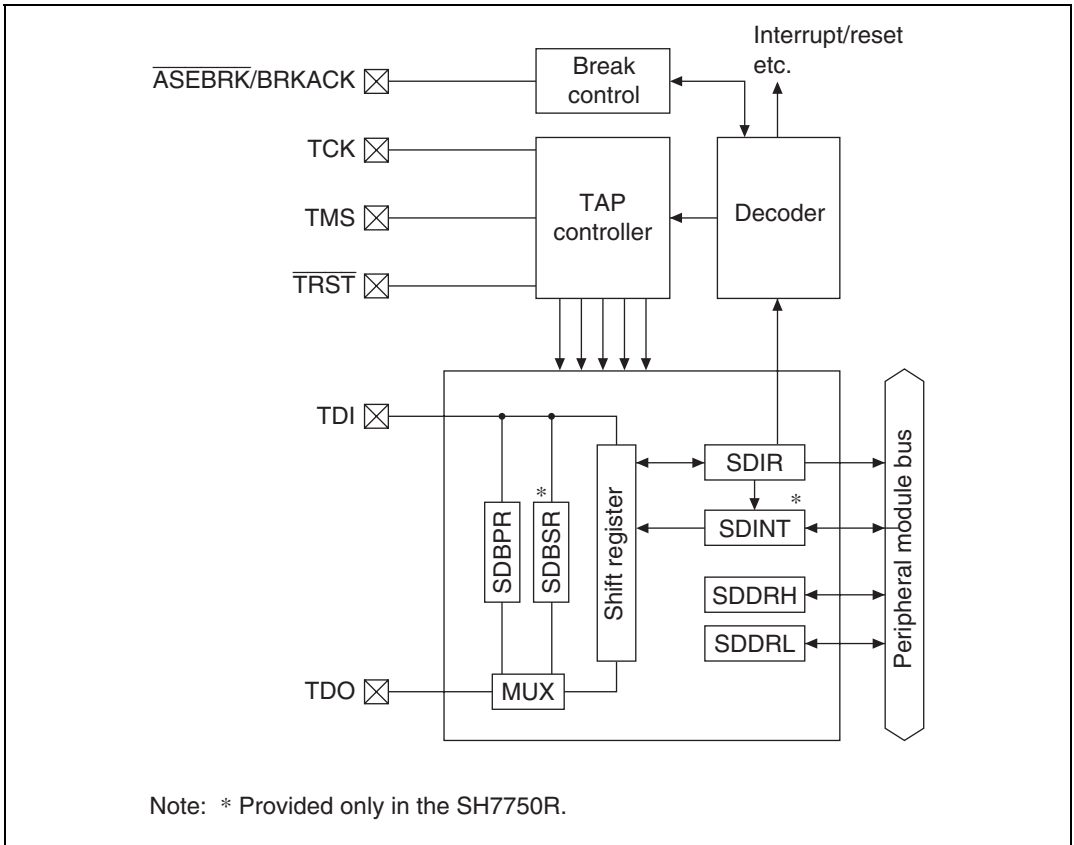 Interrupt/reset
etc.
ASEBRK/BRKACK
Break
control
TCK
TMS
TRST
TAP
controller
Decoder
TDI
SDBPR
SDBSR
*
Shift register
SDIR
*
SDINT
SDDRH
SDDRL
Peripheral module bus
TDO
MUX
Note: * Provided only in the SH7750R.